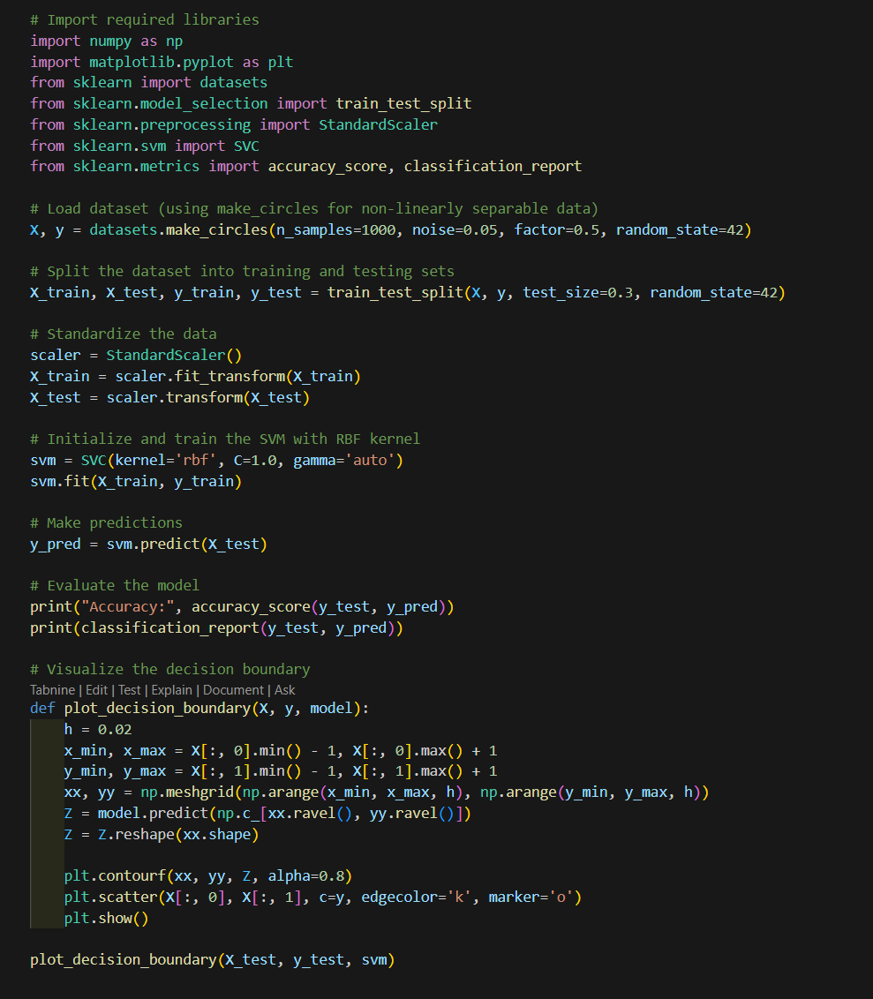 # Import required libraries
import numpy as np
import matplotlib.pyplot as plt
from sklearn import datasets
from sklearn.model_selection import train_test_split
from sklearn.preprocessing import StandardScaler
from sklearn.svm import SVC
from sklearn.metrics import accuracy_score, classification_report

# Load dataset (using make_circles for non-linearly separable data)
X, y = datasets.make_circles(n_samples=1000, noise=0.05, factor=0.5, random_state=42)

# Split the dataset into training and testing sets
X_train, X_test, y_train, y_test = train_test_split(X, y, test_size=0.3, random_state=42)

# Standardize the data
scaler = StandardScaler()
X_train = scaler.fit_transform(X_train)
X_test = scaler.transform(X_test)

# Initialize and train the SVM with RBF kernel
svm = SVC(kernel='rbf', C=1.0, gamma='auto')
svm.fit(X_train, y_train)

# Make predictions
y_pred = svm.predict(X_test)

# Evaluate the model
print("Accuracy:", accuracy_score(y_test, y_pred))
print(classification_report(y_test, y_pred))

# Visualize the decision boundary
Tabnine | Edit | Test | Explain | Document | Ask
def plot_decision_boundary(X, y, model):
    h = 0.02
    x_min, x_max = X[:, 0].min() - 1, X[:, 0].max() + 1
    y_min, y_max = X[:, 1].min() - 1, X[:, 1].max() + 1
    xx, yy = np.meshgrid(np.arange(x_min, x_max, h), np.arange(y_min, y_max, h))
    Z = model.predict(np.c_[xx.ravel(), yy.ravel()])
    Z = Z.reshape(xx.shape)

    plt.contourf(xx, yy, Z, alpha=0.8)
    plt.scatter(X[:, 0], X[:, 1], c=y, edgecolor='k', marker='o')
    plt.show()

plot_decision_boundary(X_test, y_test, svm)